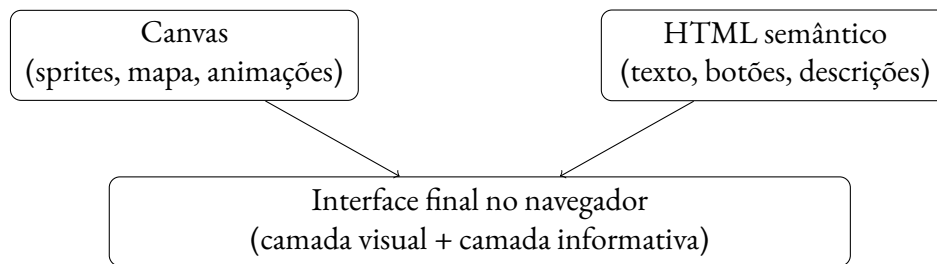 Canvas
(sprites, mapa, animações)
HTML semântico
(texto, botões, descrições)
Interface final no navegador
(camada visual + camada informativa)